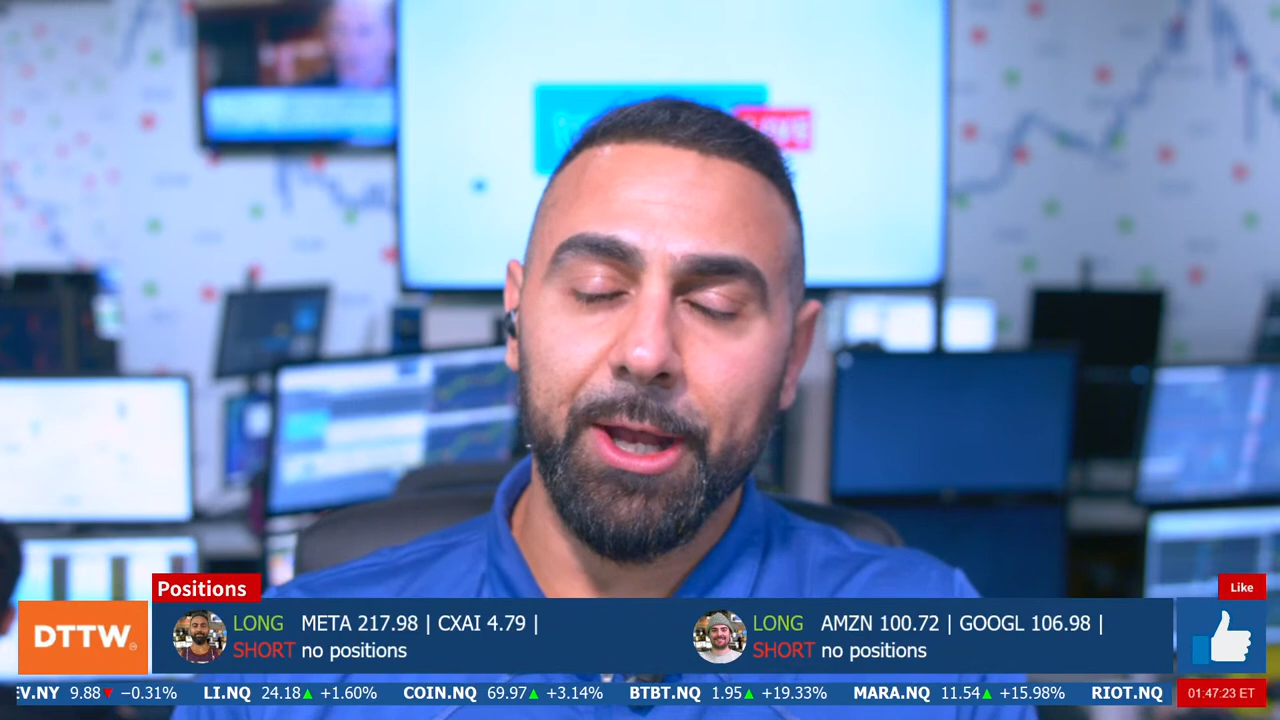 Positions
Like
DTTW
LONG META 217.98 | CXAI 4.79 |
SHORT no positions
LONG AMZN 100.72 | GOOGL 106.98 |
SHORT no positions
V.NY 9.88▼ −0.31% LI.NQ 24.18▲ +1.60% COIN.NQ 69.97▲ +3.14% BTBT.NQ 1.95▲ +19.33% MARA.NQ 11.54▲ +15.98% RIOT.NQ
01:47:23 ET